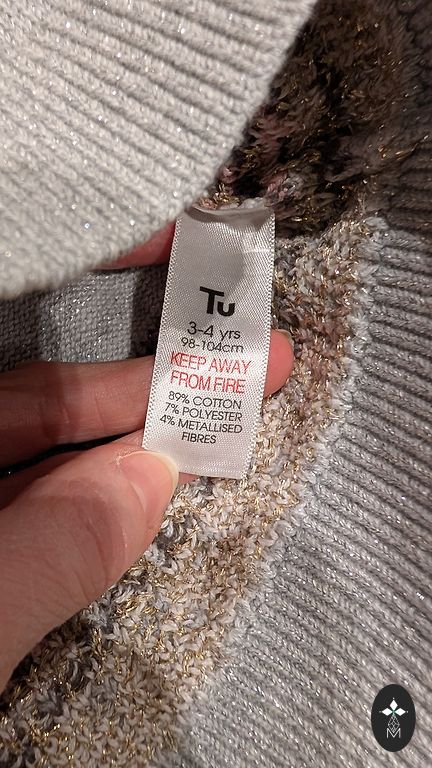 Tu
3-4 yrs
98-104cm
KEEP AWAY
FROM FIRE
89% COTTON
7% POLYESTER
4% METALLISED
FIBRES
M